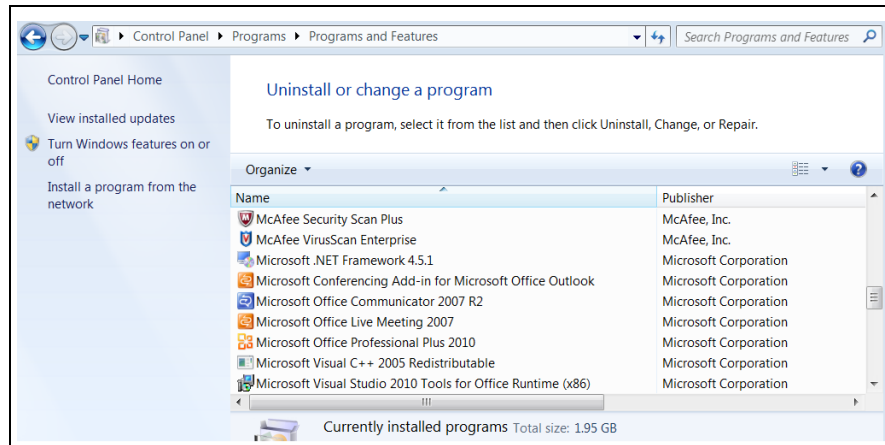 Control Panel Programs Programs and Features Search Programs and Features
Control Panel Home
View installed updates
Turn Windows features on or
off
Install a program from the
network
Uninstall or change a program
To uninstall a program, select it from the list and then click Uninstall, Change, or Repair.
Organize
Name Publisher
McAfee Security Scan Plus McAfee, Inc.
McAfee VirusScan Enterprise McAfee, Inc.
Microsoft .NET Framework 4.5.1 Microsoft Corporation
Microsoft Conferencing Add-in for Microsoft Office Outlook Microsoft Corporation
Microsoft Office Communicator 2007 R2 Microsoft Corporation
Microsoft Office Live Meeting 2007 Microsoft Corporation
Microsoft Office Professional Plus 2010 Microsoft Corporation
Microsoft Visual C++ 2005 Redistributable Microsoft Corporation
Microsoft Visual Studio 2010 Tools for Office Runtime (x86) Microsoft Corporation
Currently installed programs Total size: 1.95 GB